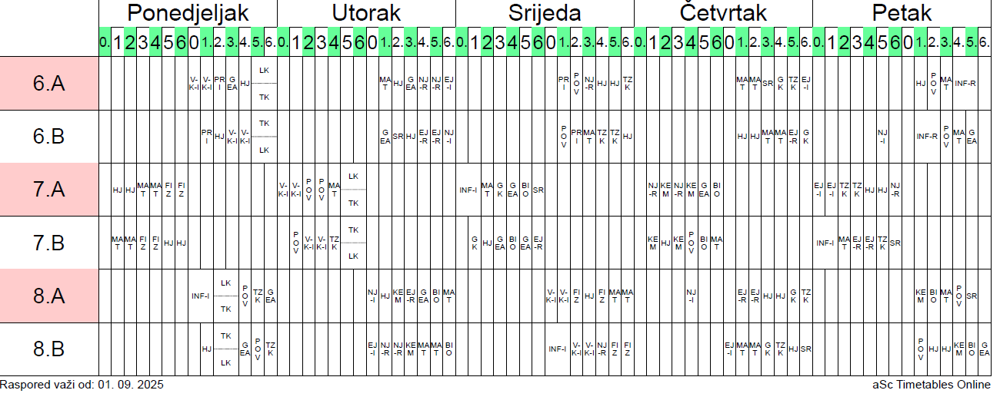 Ponedjeljak Utorak Srijeda Četvrtak Petak
0. 1 2 3 4 5 6 0 1. 2. 3. 4. 5. 6. 0. 1 2 3 4 5 6 0 1. 2. 3. 4. 5. 6. 0. 1 2 3 4 5 6 0 1. 2. 3. 4. 5. 6. 0. 1 2 3 4 5 6 0 1. 2. 3. 4. 5. 6. 0. 1 2 3 4 5 6 0 1. 2. 3. 4. 5. 6.
6.A V-K-I V-K-I PRI GEA HJ LK TK MAT HJ GEA NJ-R NJ-R EJ-I PRI POV NJ-R HJ HJ TZK MAT MAT SR GK TZK EJ-I HJ POV MAT INF-R
6.B PRI HJ V-K-I V-K-I TK LK GEA SR HJ EJ-R EJ-R NJ-I POV PRI MAT TZK TZK HJ HJ HJ MAT MAT EJ-R GK NJ-I INF-R POV MAT GEA
7.A HJ HJ MAT MAT FIZ FIZ V-K-I V-K-I POV POV MAT LK TK INF-I MAT GK GEA BIO SR NJ-R KEM NJ-R KEM GEA BIO EJ-I EJ-I TZK TZK HJ HJ NJ-R
7.B MAT MAT FIZ FIZ HJ HJ POV V-K-I V-K-I TZK TK LK GK HJ GEA BIO GEA EJ-R KEM HJ KEM POV BIO MAT INF-I MAT EJ-R EJ-R TZK SR
8.A INF-I LK TK POV TZK GEA NJ-I HJ KEM EJ-R GEA BIO MAT V-K-I V-K-I FIZ HJ FIZ MAT MAT NJ-I EJ-R EJ-R HJ HJ GK TZK KEM BIO MAT POV SR
8.B HJ TK LK GEA POV TZK EJ-I NJ-R NJ-R KEM MAT MAT BIO INF-I V-K-I V-K-I NJ-R FIZ FIZ EJ-I MAT MAT GK TZK HJ SR POV HJ HJ KEM BIO GEA
Raspored važi od: 01. 09. 2025 aSc Timetables Online